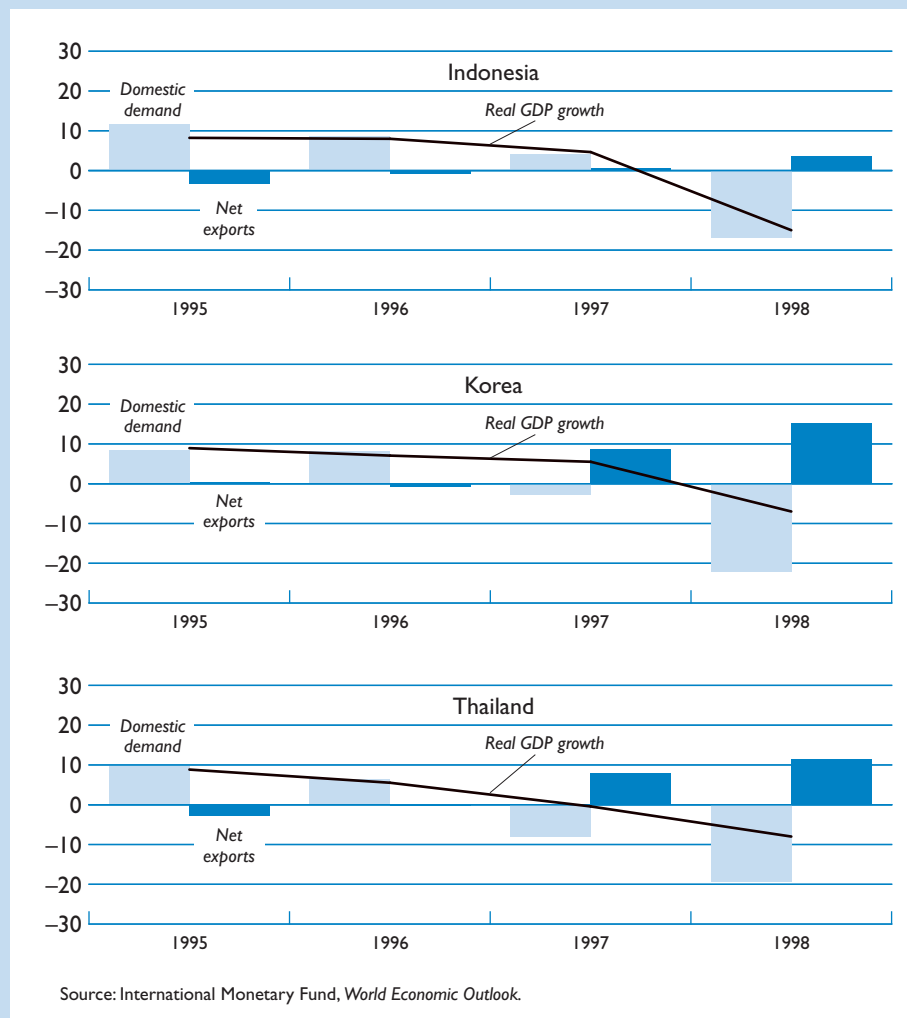 30
Indonesia
20
Domestic
demand
Real GDP growth
10
0
–10
Net
exports
–20
–30
1995 1996 1997 1998
30
Korea
20
Domestic
demand
Real GDP growth
10
0
–10
Net
exports
–20
–30
1995 1996 1997 1998
30
Thailand
20
Domestic
demand
Real GDP growth
10
0
–10
Net
exports
–20
–30
1995 1996 1997 1998
Source: International Monetary Fund, World Economic Outlook.